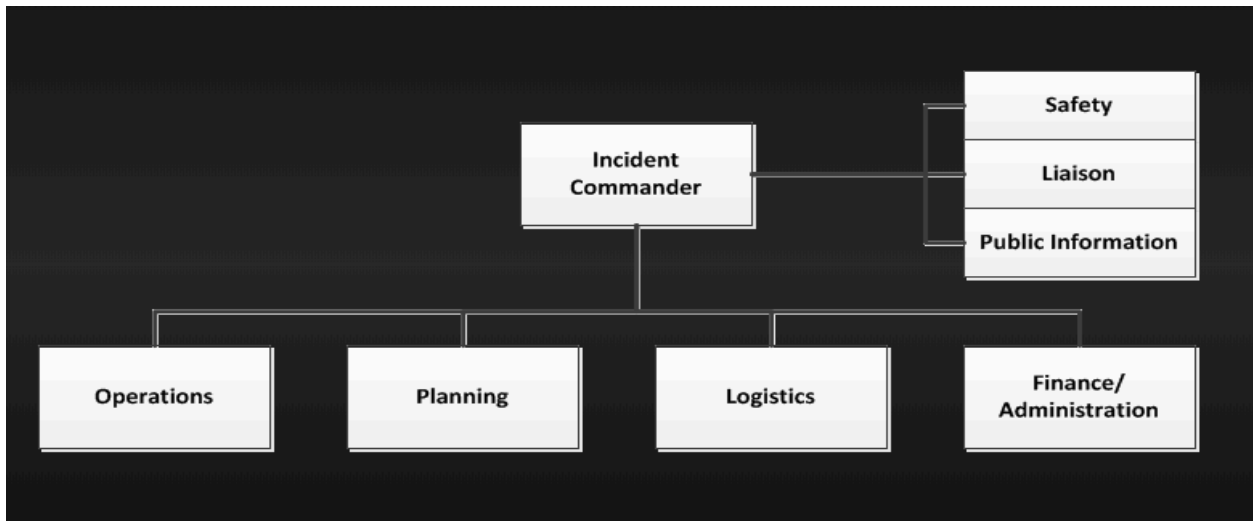 Safety
Incident
Commander
Liaison
Public Information
Operations
Planning
Logistics
Finance/
Administration